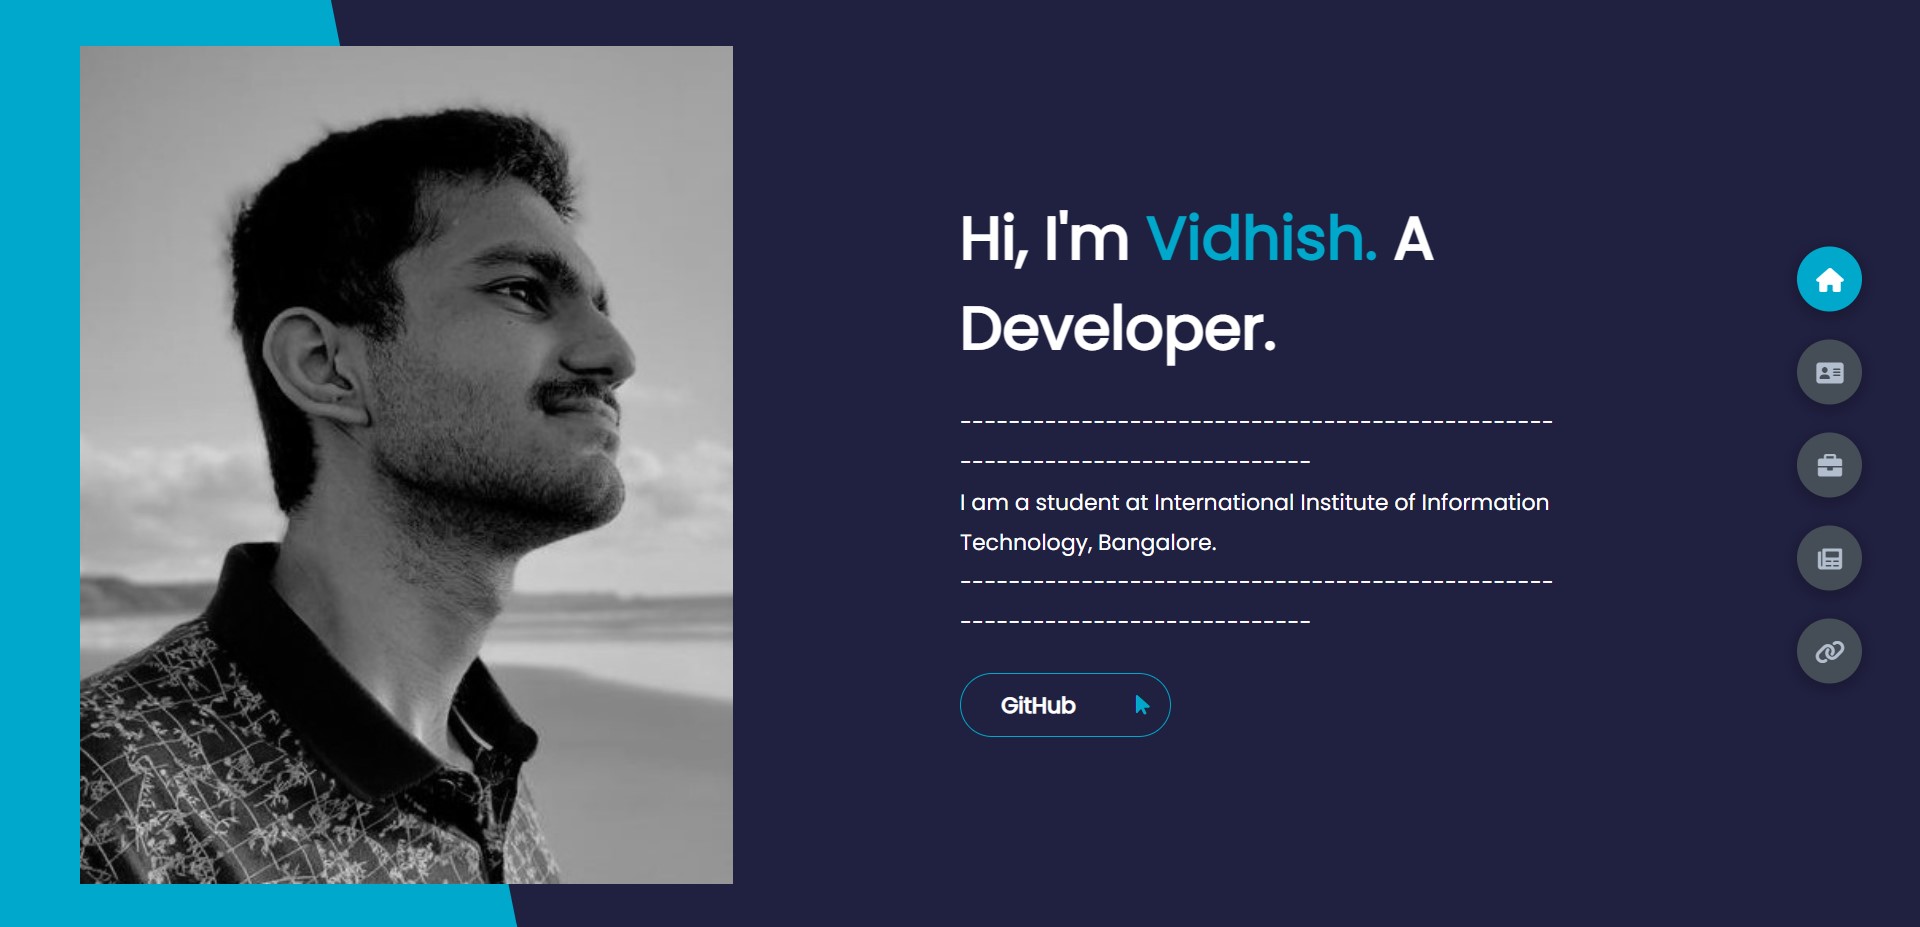 Hi, I'm Vidhish. A
Developer.
-------------------------------------------------
-----------------------------
I am a student at International Institute of Information
Technology, Bangalore.
-------------------------------------------------
-----------------------------
GitHub